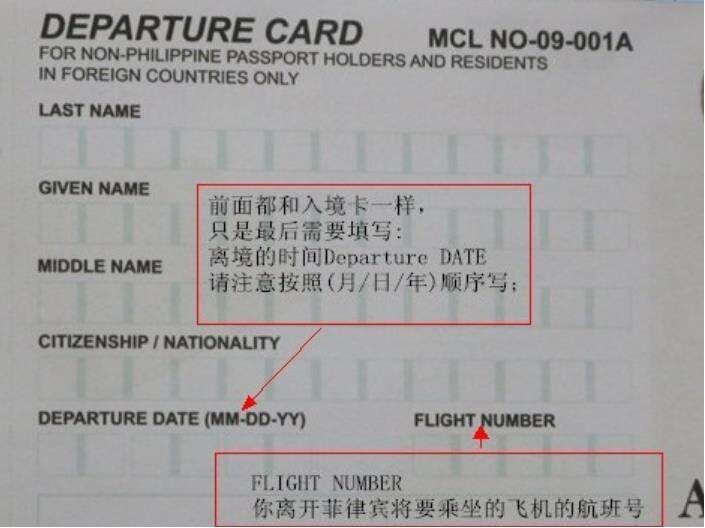 DEPARTURE CARD
MCL NO-09-001A
FOR NON-PHILIPPINE PASSPORT HOLDERS AND RESIDENTS
IN FOREIGN COUNTRIES ONLY
LAST NAME
GIVEN NAME
前面都和入境卡一样，
只是最后需要填写:
离境的时间Departure DATE
请注意按照(月/日/年)顺序写;
MIDDLE NAME
CITIZENSHIP / NATIONALITY
DEPARTURE DATE (MM-DD-YY)
FLIGHT NUMBER
FLIGHT NUMBER
你离开菲律宾将要乘坐的飞机的航班号
A